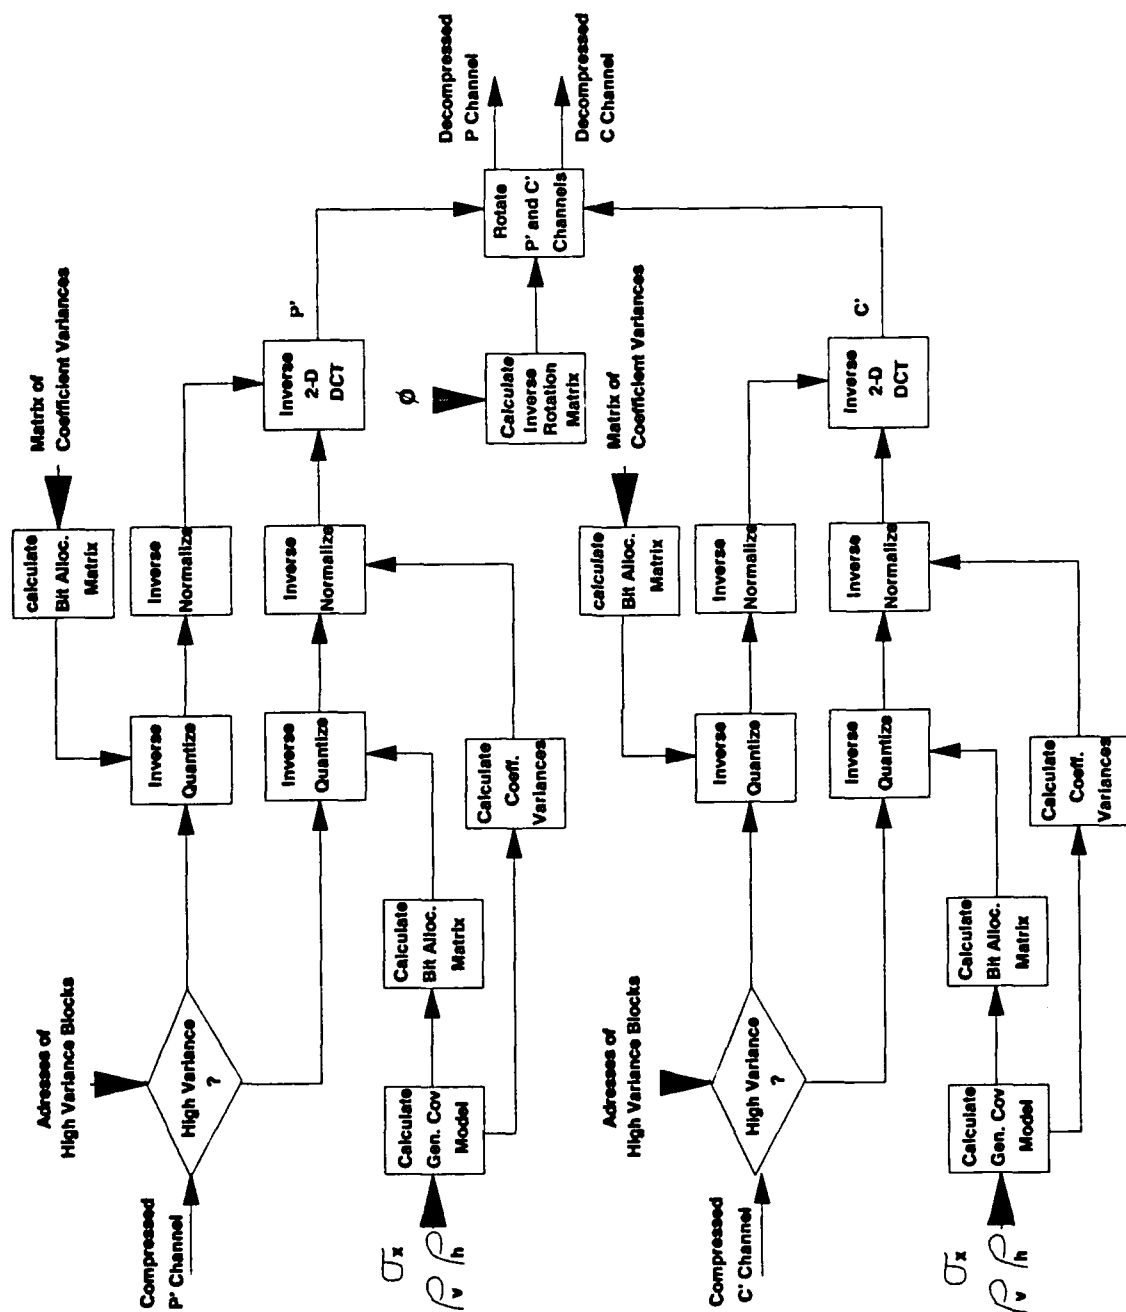 Compressed
P' Channel
Adresses of
High Variance Blocks
High Variance
?
calculate
Bit Alloc.
Matrix
Matrix of
Coefficient Variances
Inverse
Quantize
Inverse
Normalize
Inverse
Quantize
Inverse
Normalize
Inverse
2-D
DCT
P'
σx
ρv ρh
Calculate
Gen. Cov
Model
Calculate
Bit Alloc.
Matrix
Calculate
Coeff.
Variances
ϕ
Calculate
Inverse
Rotation
Matrix
Rotate
P' and C'
Channels
Decompressed
P Channel
Decompressed
C Channel
Compressed
C' Channel
Adresses of
High Variance Blocks
High Variance
?
calculate
Bit Alloc.
Matrix
Matrix of
Coefficient Variances
Inverse
Quantize
Inverse
Normalize
Inverse
Quantize
Inverse
Normalize
Inverse
2-D
DCT
C'
σx
ρv ρh
Calculate
Gen. Cov
Model
Calculate
Bit Alloc.
Matrix
Calculate
Coeff.
Variances